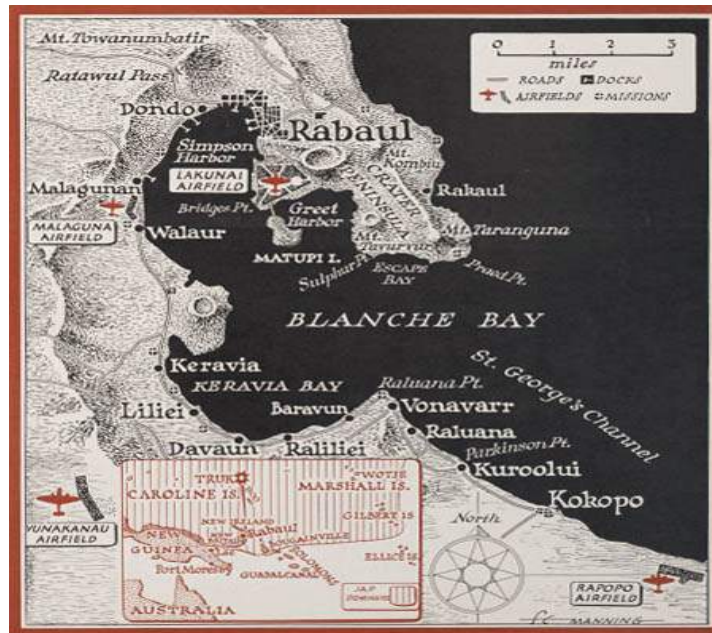 Mt. Towanumbatir
Ratawul Pass
0 1 2 3
miles
ROADS DOCKS
AIRFIELDS MISSIONS
Dondo
Rabaul
Simpson
Harbor
LAKUNAI
AIRFIELD
Mt.
Kombiu
CRATER
PENINSULA
Malagunan
Rakaul
Bridges Pt.
Greet
Harbor
MALAGUNA
AIRFIELD
Walaur
Mt.
Tavurvur
Mt.
Taranguna
MATUPI I.
Sulphur Pt.
ESCAPE
BAY
Praed Pt.
BLANCHE BAY
St. George's Channel
Keravia
KERAVIA BAY
Raluana Pt.
Liliei
Baravun
Vonavarr
Davaun
Raliliei
Raluana
Parkinson Pt.
Kuroolui
Kokopo
TRUK
CAROLINE IS.
WOTJE
MARSHALL IS.
GILBERT IS
NEW IRELAND
Rabaul
NEW
GUINEA
BOUGAINVILLE
SOLOMONS
ELLICE IS.
Port Moresby
GUADALCANAL
AUSTRALIA
JAP
VUNAKANAU
AIRFIELD
North
RAPOPO
AIRFIELD
MANNING